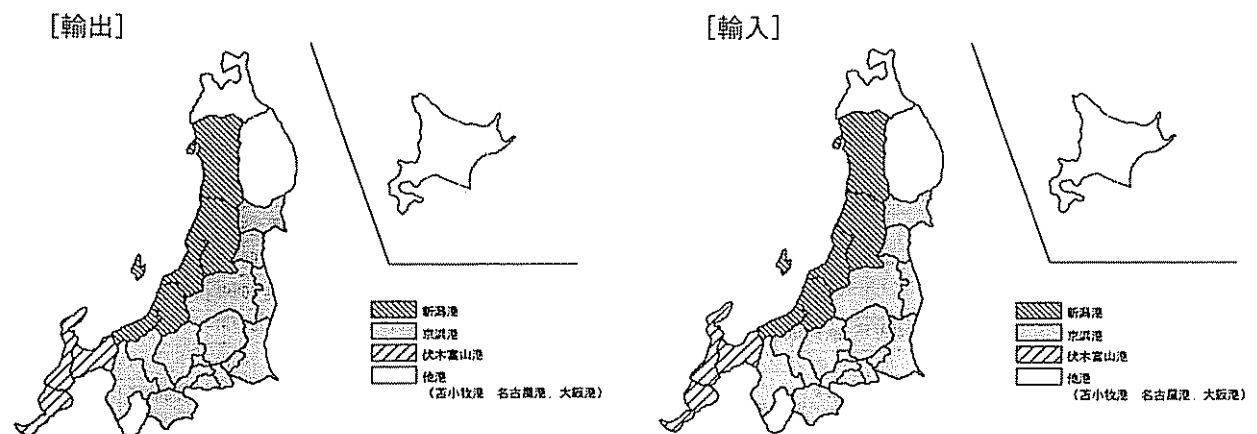 [輸出]
新潟港
京浜港
伏木富山港
他港
(苫小牧港 名古屋港、大阪港)
[輸入]
新潟港
京浜港
伏木富山港
他港
(苫小牧港 名古屋港、大阪港)